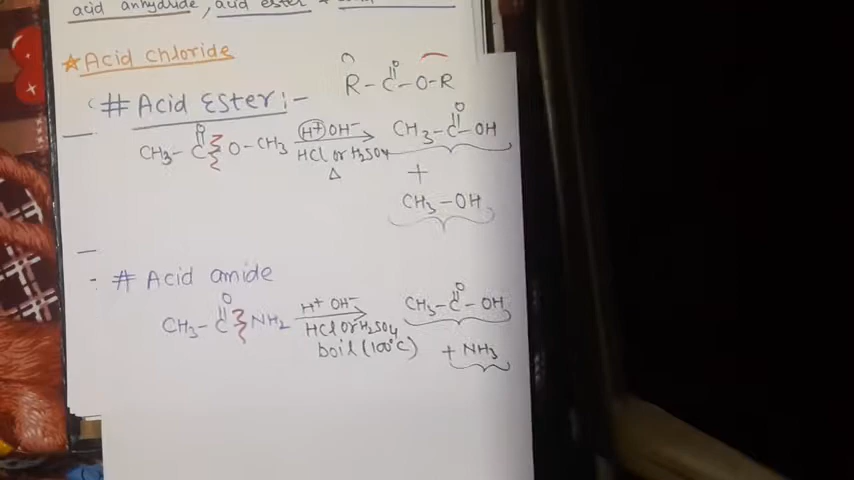 acid anhydride, acid ester
☆Acid chloride
R-C-O-R
O
# Acid Ester:-
CH3-C-O-CH3 H+ OH- CH3-C-OH
O O
HCl or H2SO4
Δ +
CH3-OH
# Acid amide
CH3-C-NH2 H+ OH- CH3-C-OH
O O
HCl or H2SO4
boil (100°C) + NH3